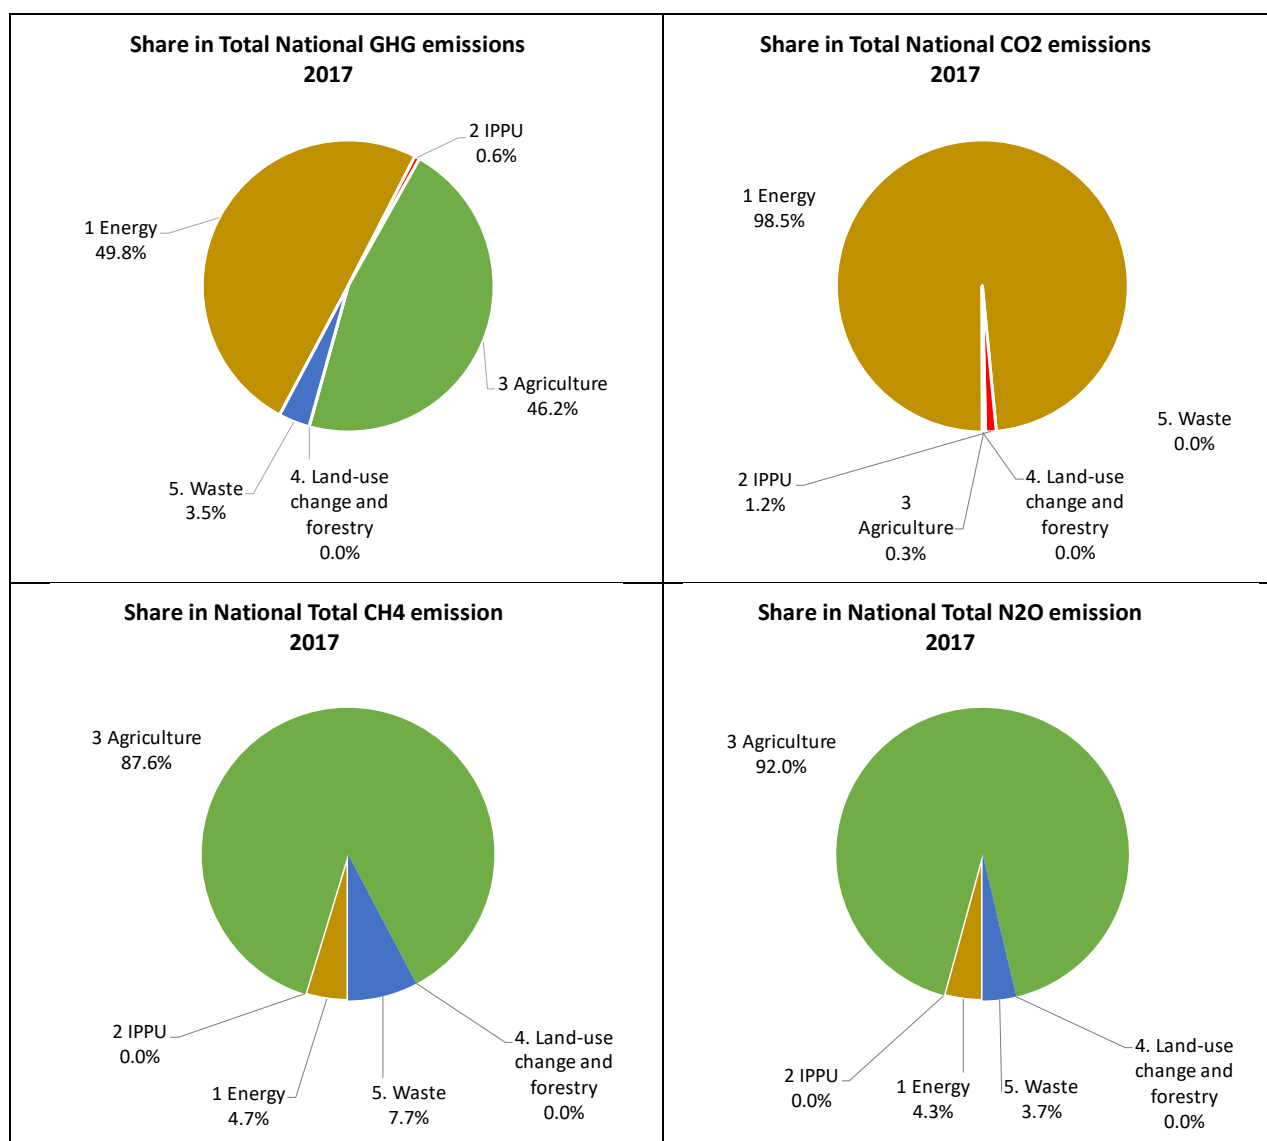 Share in Total National GHG emissions
2017
2 IPPU
0.6%
1 Energy
49.8%
3 Agriculture
46.2%
5. Waste
3.5%
4. Land-use
change and
forestry
0.0%
Share in Total National CO2 emissions
2017
1 Energy
98.5%
5. Waste
0.0%
2 IPPU
1.2%
3
Agriculture
0.3%
4. Land-use
change and
forestry
0.0%
Share in National Total CH4 emission
2017
3 Agriculture
87.6%
2 IPPU
0.0%
1 Energy
4.7%
5. Waste
7.7%
4. Land-use
change and
forestry
0.0%
Share in National Total N2O emission
2017
3 Agriculture
92.0%
2 IPPU
0.0%
1 Energy
4.3%
5. Waste
3.7%
4. Land-use
change and
forestry
0.0%